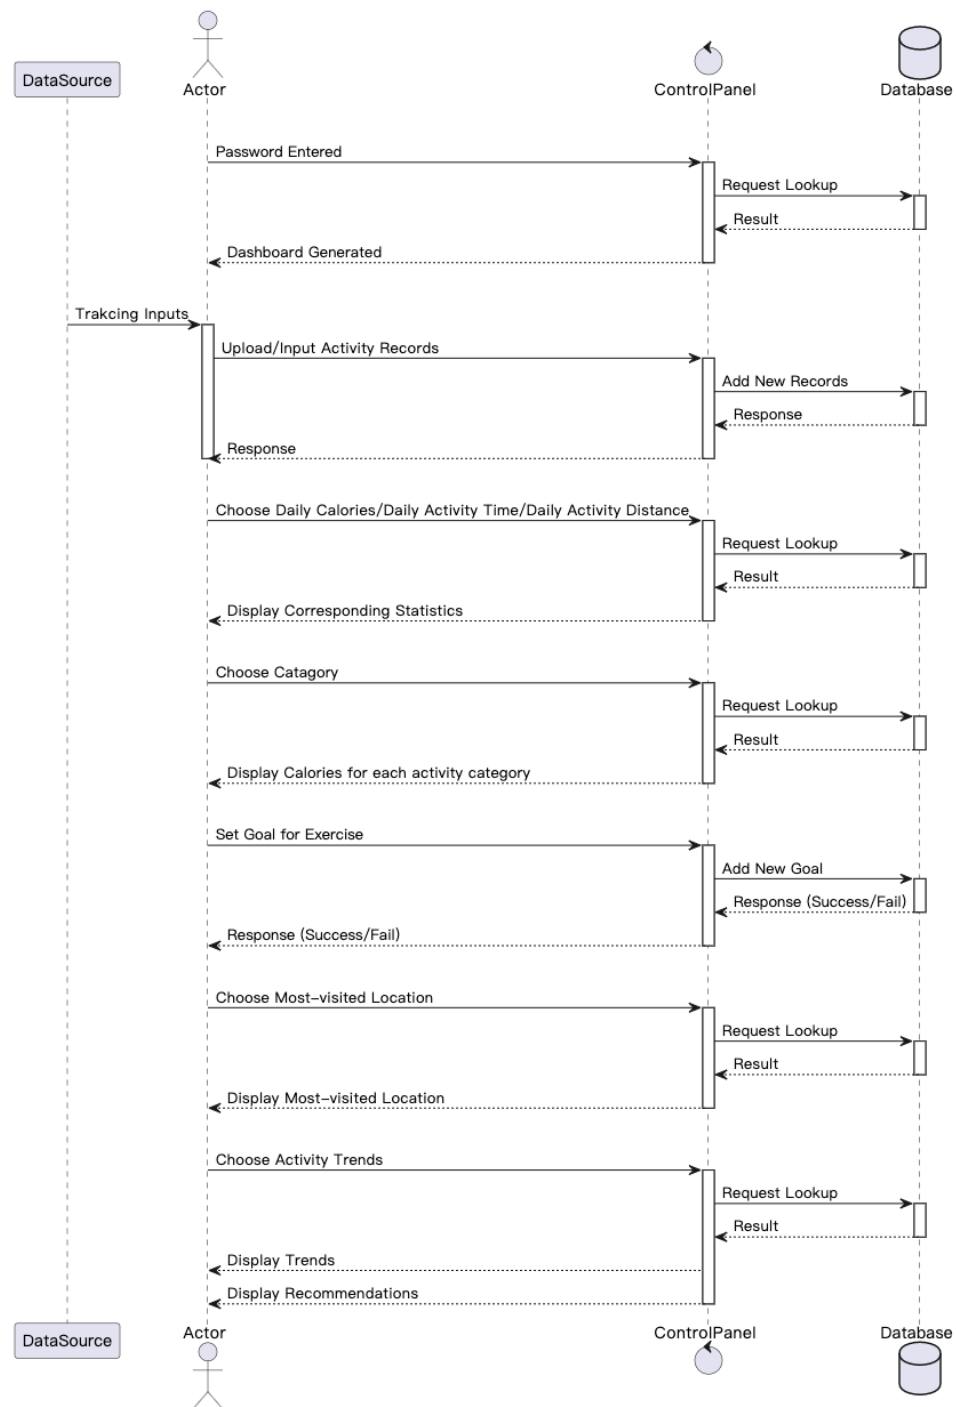 DataSource
Actor
ControlPanel
Database
Password Entered
Request Lookup
Result
Dashboard Generated
Trakcing Inputs
Upload/Input Activity Records
Add New Records
Response
Response
Choose Daily Calories/Daily Activity Time/Daily Activity Distance
Request Lookup
Result
Display Corresponding Statistics
Choose Catagory
Request Lookup
Result
Display Calories for each activity category
Set Goal for Exercise
Add New Goal
Response (Success/Fail)
Response (Success/Fail)
Choose Most-visited Location
Request Lookup
Result
Display Most-visited Location
Choose Activity Trends
Request Lookup
Result
Display Trends
Display Recommendations
DataSource
Actor
ControlPanel
Database